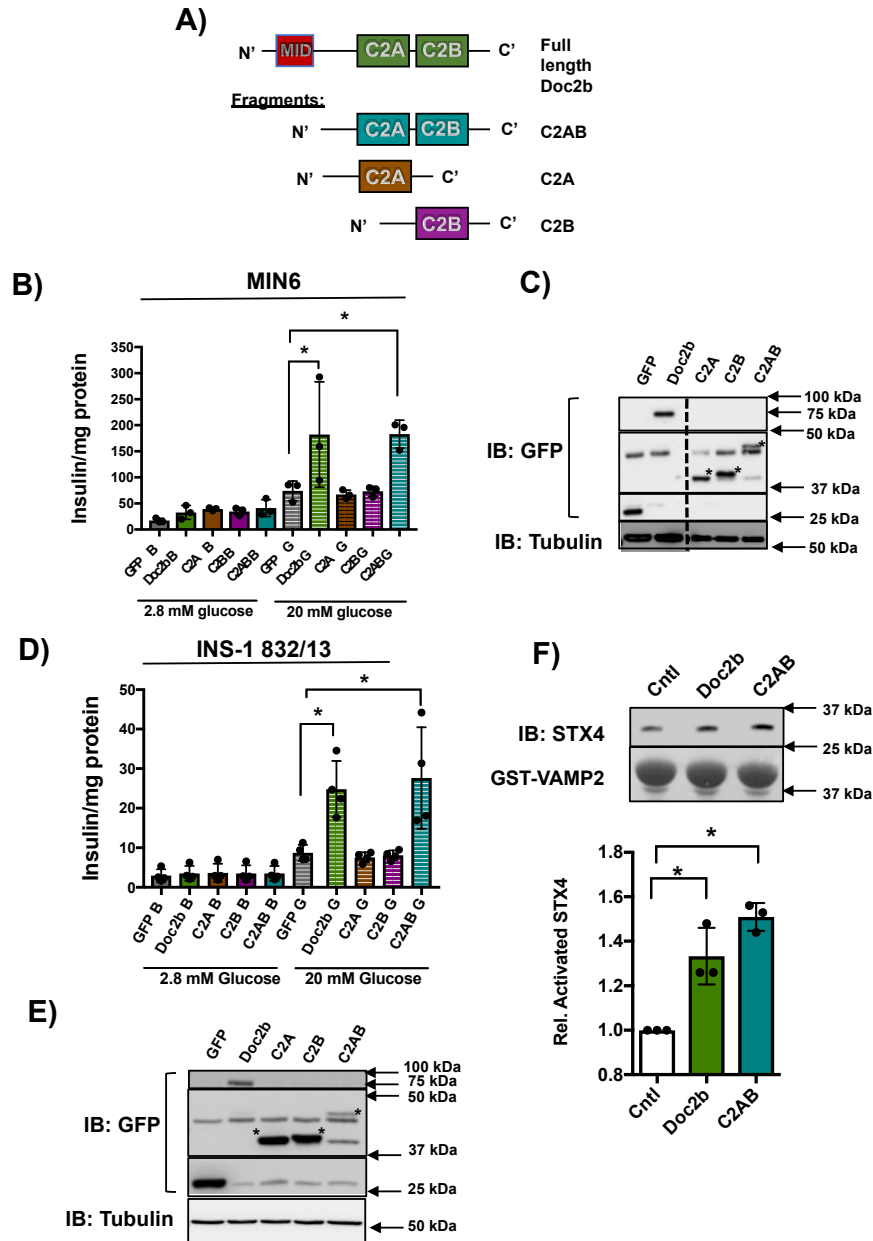 A)
N' MID C2A C2B C' Full length Doc2b
Fragments:
N' C2A C2B C' C2AB
N' C2A C' C2A
N' C2B C' C2B
B)
MIN6
Insulin/mg protein
350
300
250
200
150
100
50
0
* *
GFP B
Doc2b B
C2A B
C2B B
C2AB B
GFP G
Doc2b G
C2A G
C2B G
C2AB G
2.8 mM glucose
20 mM glucose
C)
GFP
Doc2b
C2A
C2B
C2AB
100 kDa
75 kDa
50 kDa
IB: GFP
* * *
37 kDa
25 kDa
IB: Tubulin
50 kDa
D)
INS-1 832/13
Insulin/mg protein
50
40
30
20
10
0
* *
GFP B
Doc2b B
C2A B
C2B B
C2AB B
GFP G
Doc2b G
C2A G
C2B G
C2AB G
2.8 mM Glucose
20 mM Glucose
E)
GFP
Doc2b
C2A
C2B
C2AB
100 kDa
75 kDa
50 kDa
IB: GFP
* * *
37 kDa
25 kDa
IB: Tubulin
50 kDa
F)
Cntl
Doc2b
C2AB
37 kDa
IB: STX4
25 kDa
GST-VAMP2
37 kDa
Rel. Activated STX4
1.8
1.6
1.4
1.2
1.0
0.8
* *
Cntl
Doc2b
C2AB